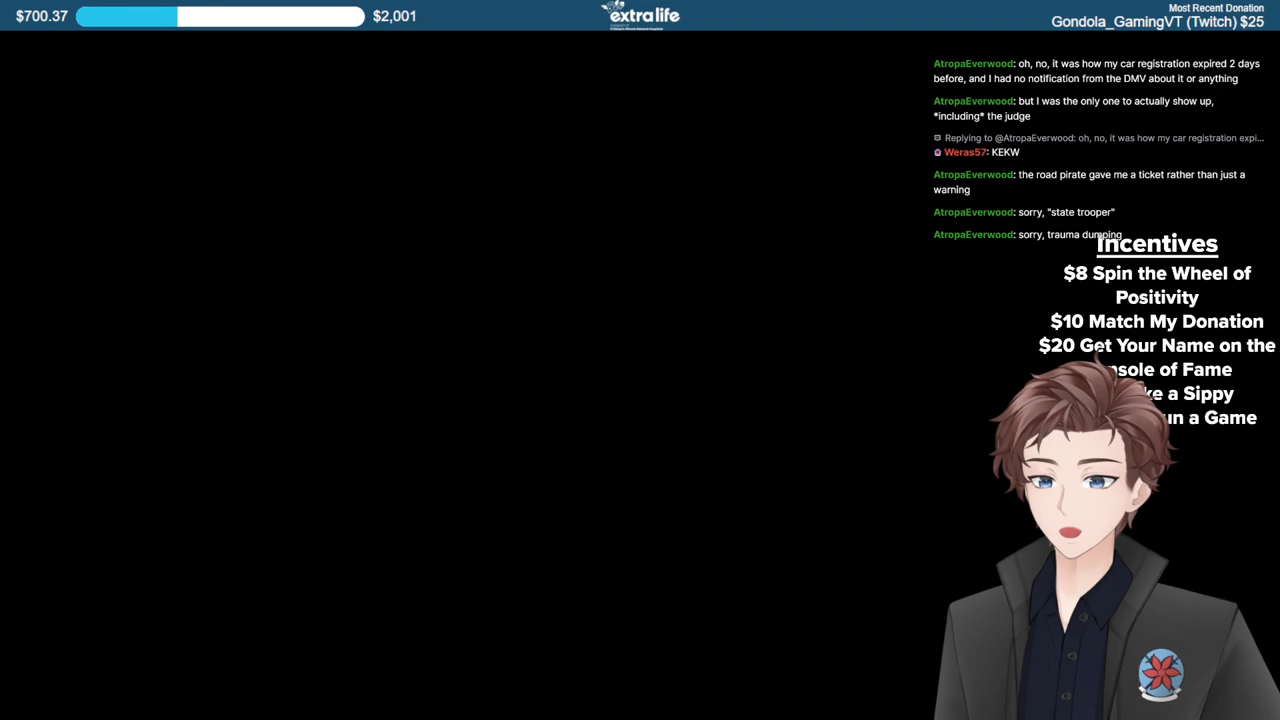 $700.37
$2,001
extralife
Most Recent Donation
Gondola_GamingVT (Twitch) $25
AtropaEverwood: oh, no, it was how my car registration expired 2 days
before, and I had no notification from the DMV about it or anything
AtropaEverwood: but I was the only one to actually show up,
*including* the judge
Replying to @AtropaEverwood: oh, no, it was how my car registration expi...
Weras57: KEKW
AtropaEverwood: the road pirate gave me a ticket rather than just a
warning
AtropaEverwood: sorry, "state trooper"
AtropaEverwood: sorry, trauma dumping
Incentives
$8 Spin the Wheel of
Positivity
$10 Match My Donation
$20 Get Your Name on the
nsole of Fame
ke a Sippy
un a Game